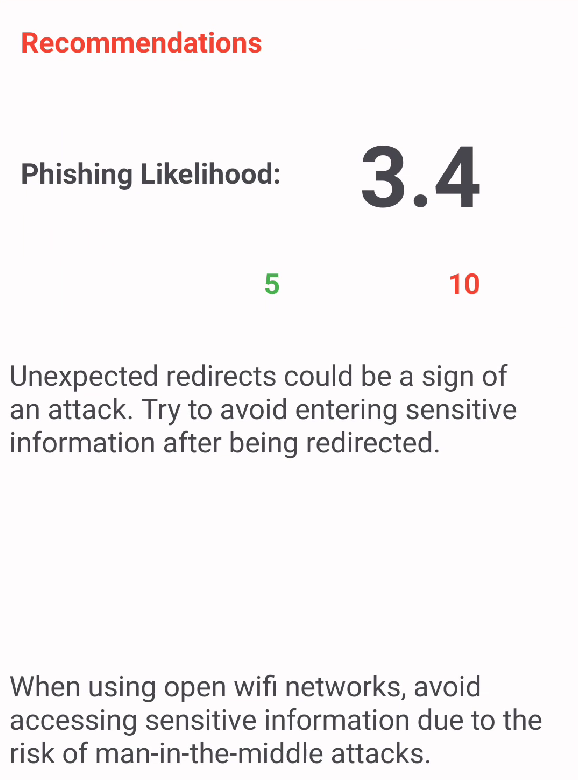 Recommendations
Phishing Likelihood: 3.4
5 10
Unexpected redirects could be a sign of
an attack. Try to avoid entering sensitive
information after being redirected.
When using open wifi networks, avoid
accessing sensitive information due to the
risk of man-in-the-middle attacks.